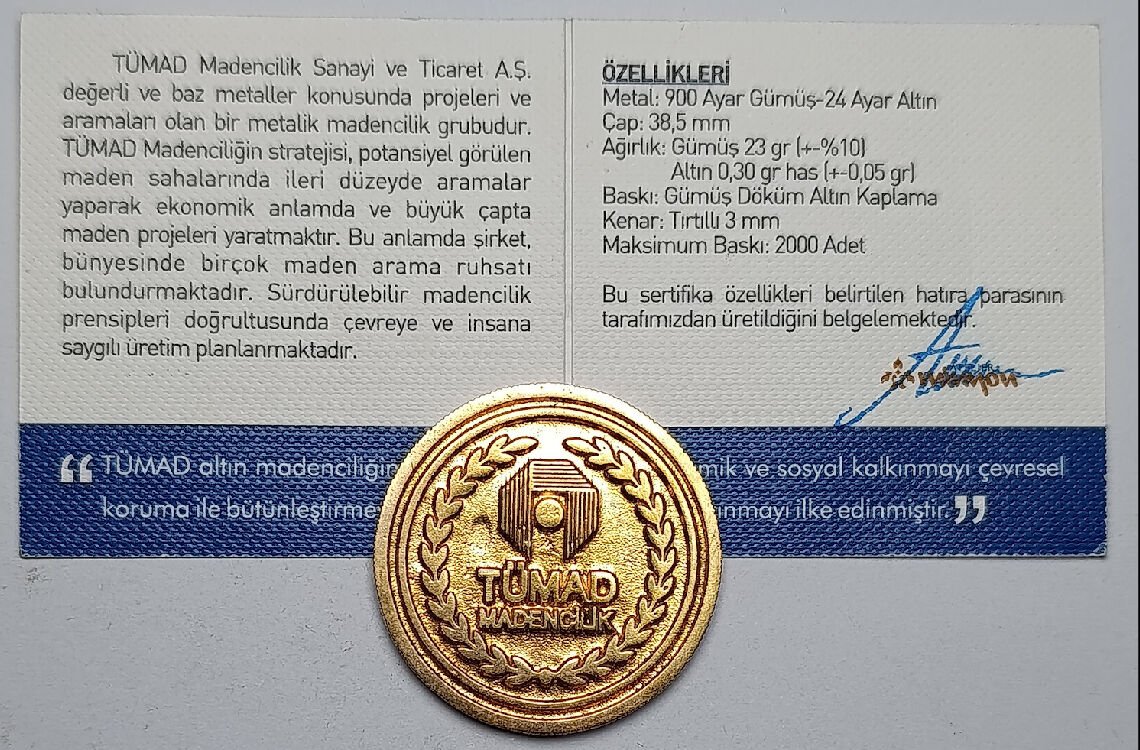 TÜMAD Madencilik Sanayi ve Ticaret A.Ş.
değerli ve baz metaller konusunda projeleri ve
aramaları olan bir metalik madencilik grubudur.
TÜMAD Madenciliğin stratejisi, potansiyel görülen
maden sahalarında ileri düzeyde aramalar
yaparak ekonomik anlamda ve büyük çapta
maden projeleri yaratmaktır. Bu anlamda şirket,
bünyesinde birçok maden arama ruhsatı
bulundurmaktadır. Sürdürülebilir madencilik
prensipleri doğrultusunda çevreye ve insana
saygılı üretim planlanmaktadır.
ÖZELLİKLERİ
Metal: 900 Ayar Gümüş-24 Ayar Altın
Çap: 38,5 mm
Ağırlık: Gümüş 23 gr (+-%10)
Altın 0,30 gr has (+-0,05 gr)
Baskı: Gümüş Döküm Altın Kaplama
Kenar: Tırtıllı 3 mm
Maksimum Baskı: 2000 Adet
Bu sertifika özellikleri belirtilen hatıra parasının
tarafımızdan üretildiğini belgelemektedir.
“ TÜMAD altın madenciliğin mik ve sosyal kalkınmayı çevresel
koruma ile bütünleştirme ınmayı ilke edinmiştir. ”
TÜMAD
MADENCİLİK